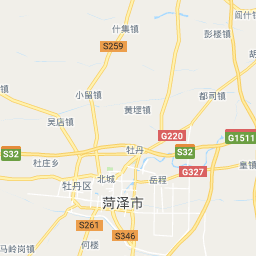 阎什镇
什集镇
彭楼镇
S259
胡
小留镇
都司镇
黄堽镇
吴店镇
G220
G1511
牡丹
S32
S32
杜庄乡
皇镇
G327
北城
岳程
牡丹区
菏泽市
S261
S346
马岭岗镇
何楼